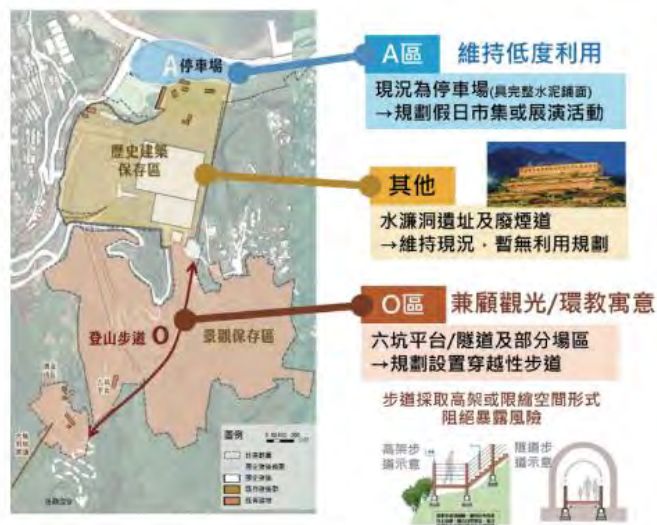 A 停車場
歷史建築
保存區
登山步道 O
景觀保存區
圖例
A區 維持低度利用
現況為停車場(具完整水泥鋪面)
→規劃假日市集或展演活動
其他
水濂洞遺址及廢煙道
→維持現況，暫無利用規劃
O區 兼顧觀光/環教寓意
六坑平台/隧道及部分場區
→規劃設置穿越性步道
步道採取高架或限縮空間形式
阻絕暴露風險
高架步
道示意
隧道步
道示意